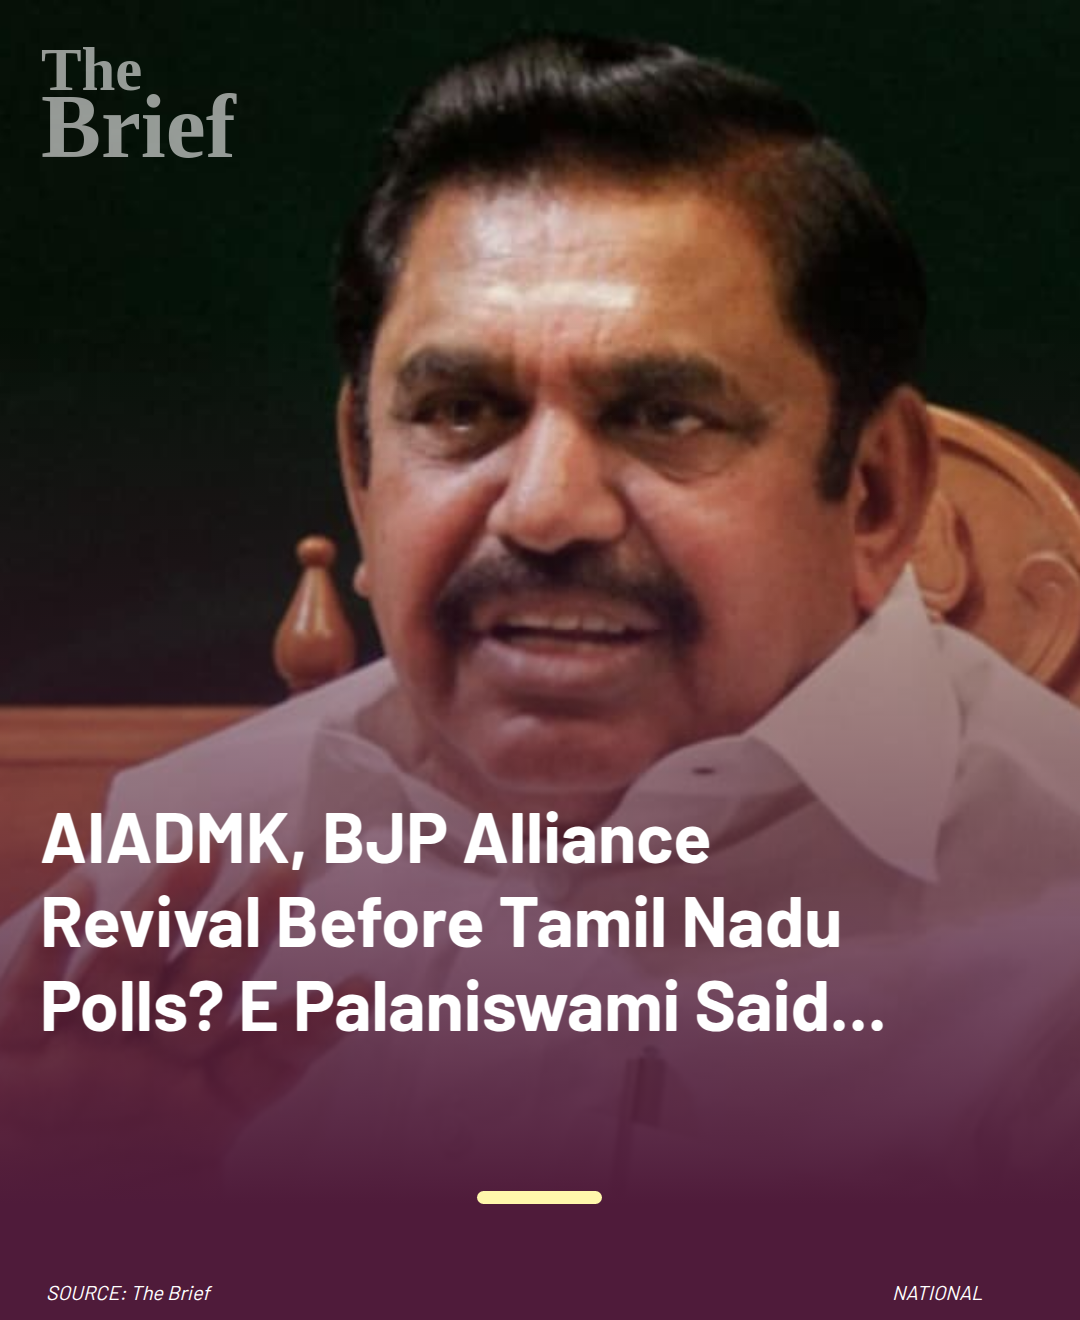 The
Brief
AIADMK, BJP Alliance
Revival Before Tamil Nadu
Polls? E Palaniswami Said...
SOURCE: The Brief
NATIONAL